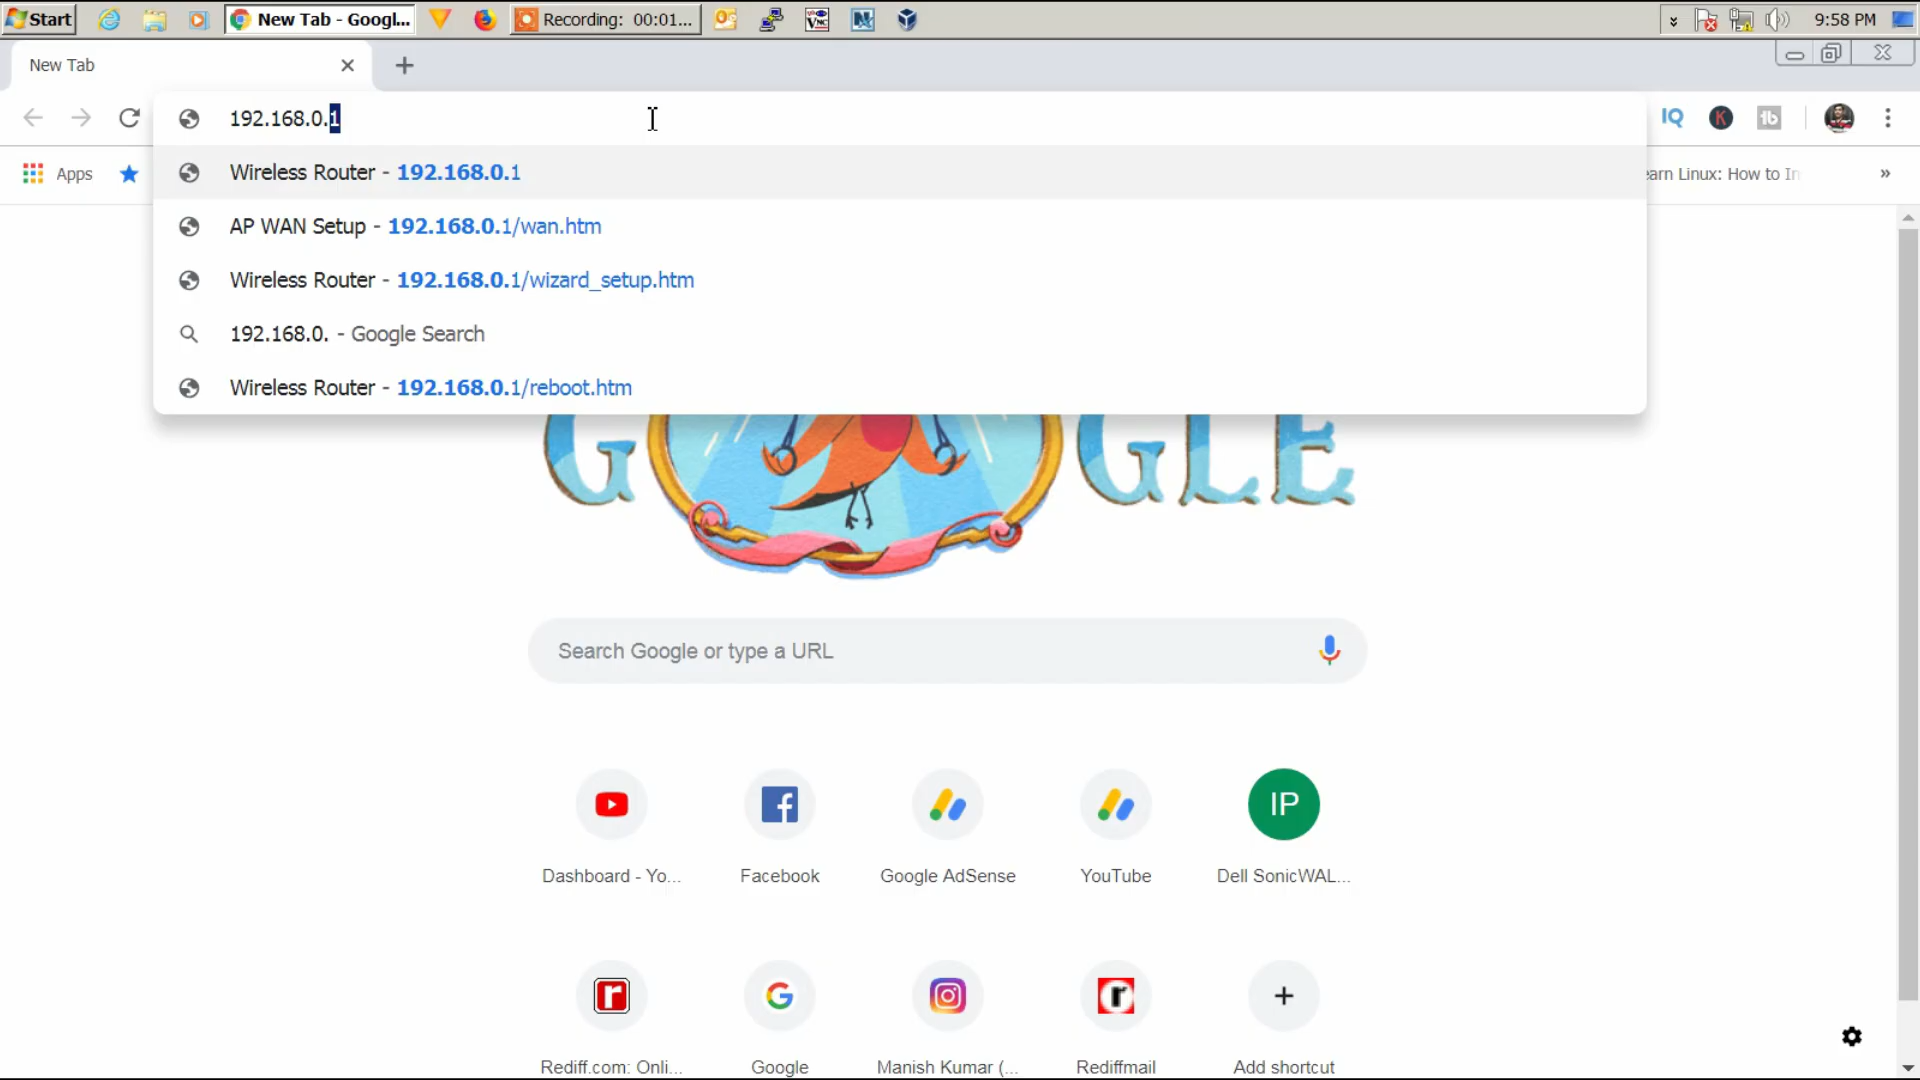 Start
New Tab - Googl...
Recording: 00:01...
9:58 PM
New Tab
192.168.0.1
IQ
K
tb
Apps
Wireless Router - 192.168.0.1
earn Linux: How to In
»
AP WAN Setup - 192.168.0.1/wan.htm
Wireless Router - 192.168.0.1/wizard_setup.htm
192.168.0. - Google Search
Wireless Router - 192.168.0.1/reboot.htm
G GLE
Search Google or type a URL
IP
Dashboard - Yo...
Facebook
Google AdSense
YouTube
Dell SonicWAL...
Rediff.com: Onli...
Google
Manish Kumar (...
Rediffmail
Add shortcut